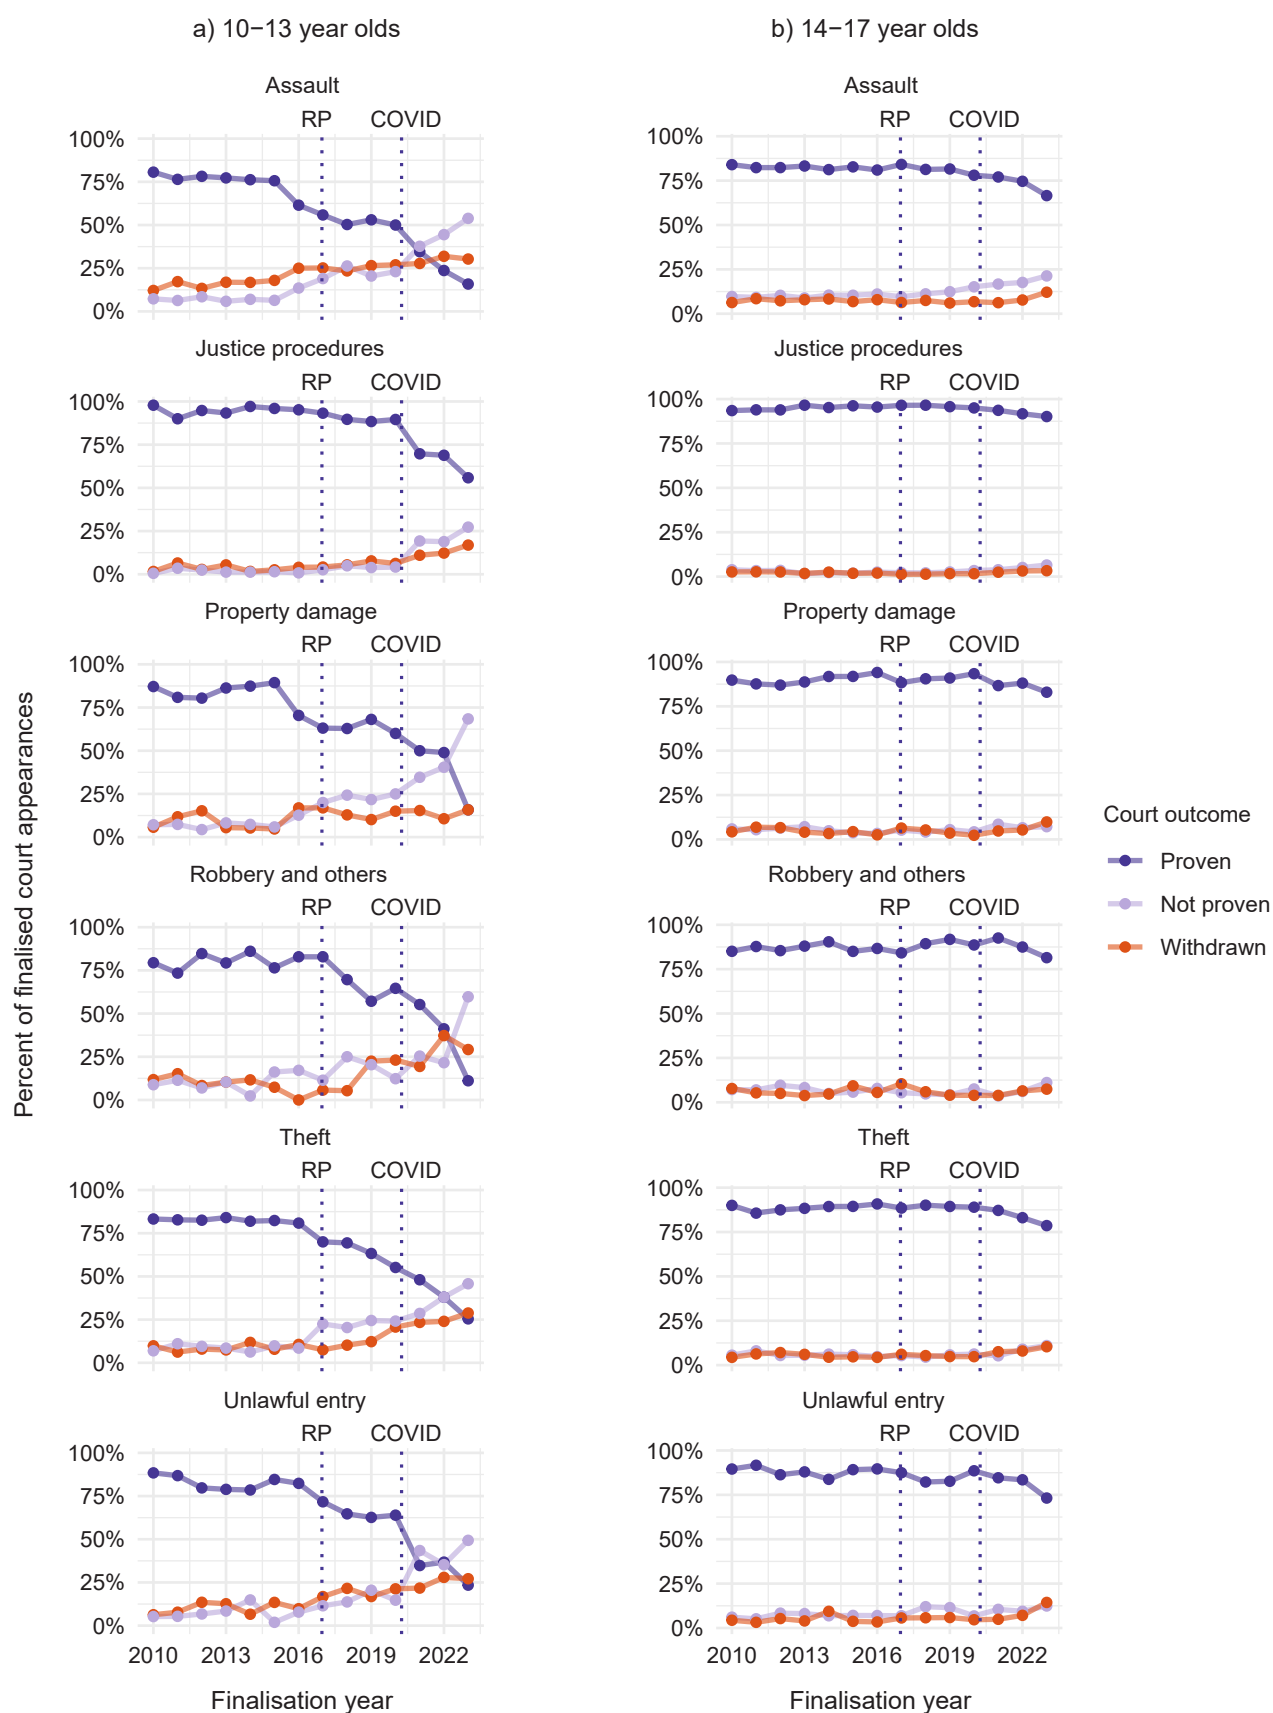 a) 10−13 year olds
b) 14−17 year olds
Assault
Assault
RP COVID
RP COVID
100%
75%
50%
25%
0%
100%
75%
50%
25%
0%
Justice procedures
Justice procedures
RP COVID
RP COVID
100%
75%
50%
25%
0%
100%
75%
50%
25%
0%
Property damage
Property damage
RP COVID
RP COVID
100%
75%
50%
25%
0%
100%
75%
50%
25%
0%
Robbery and others
Robbery and others
RP COVID
RP COVID
100%
75%
50%
25%
0%
100%
75%
50%
25%
0%
Theft
Theft
RP COVID
RP COVID
100%
75%
50%
25%
0%
100%
75%
50%
25%
0%
Unlawful entry
Unlawful entry
RP COVID
RP COVID
100%
75%
50%
25%
0%
100%
75%
50%
25%
0%
2010 2013 2016 2019 2022
2010 2013 2016 2019 2022
Finalisation year
Finalisation year
Percent of finalised court appearances
Court outcome
Proven
Not proven
Withdrawn